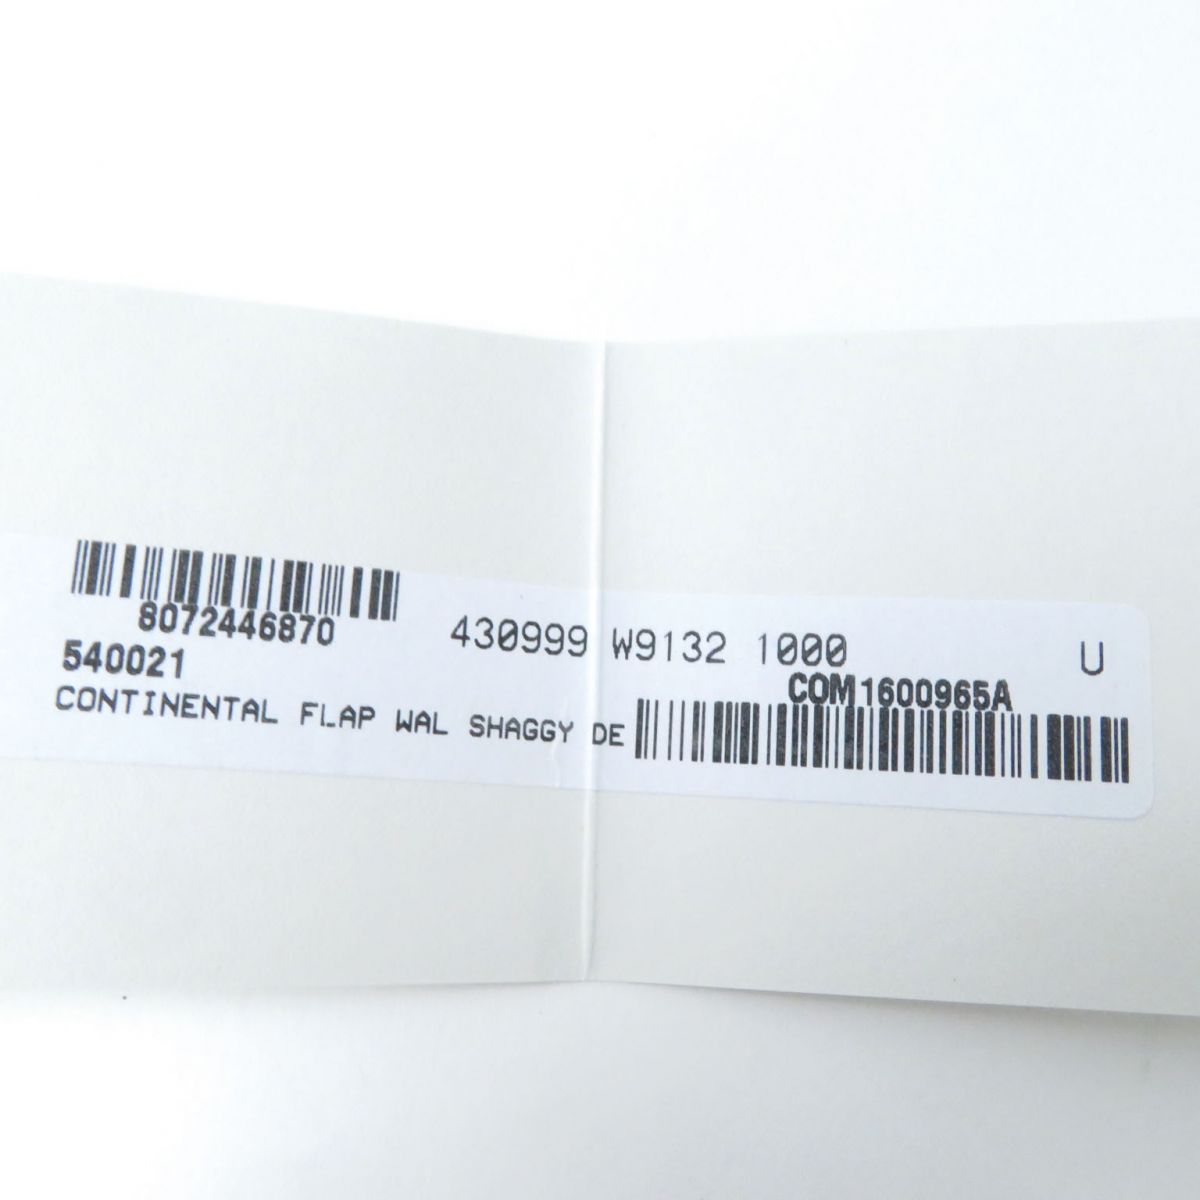 8072446870
430999 W9132 1000 U
540021
COM1600965A
CONTINENTAL FLAP WAL SHAGGY DE